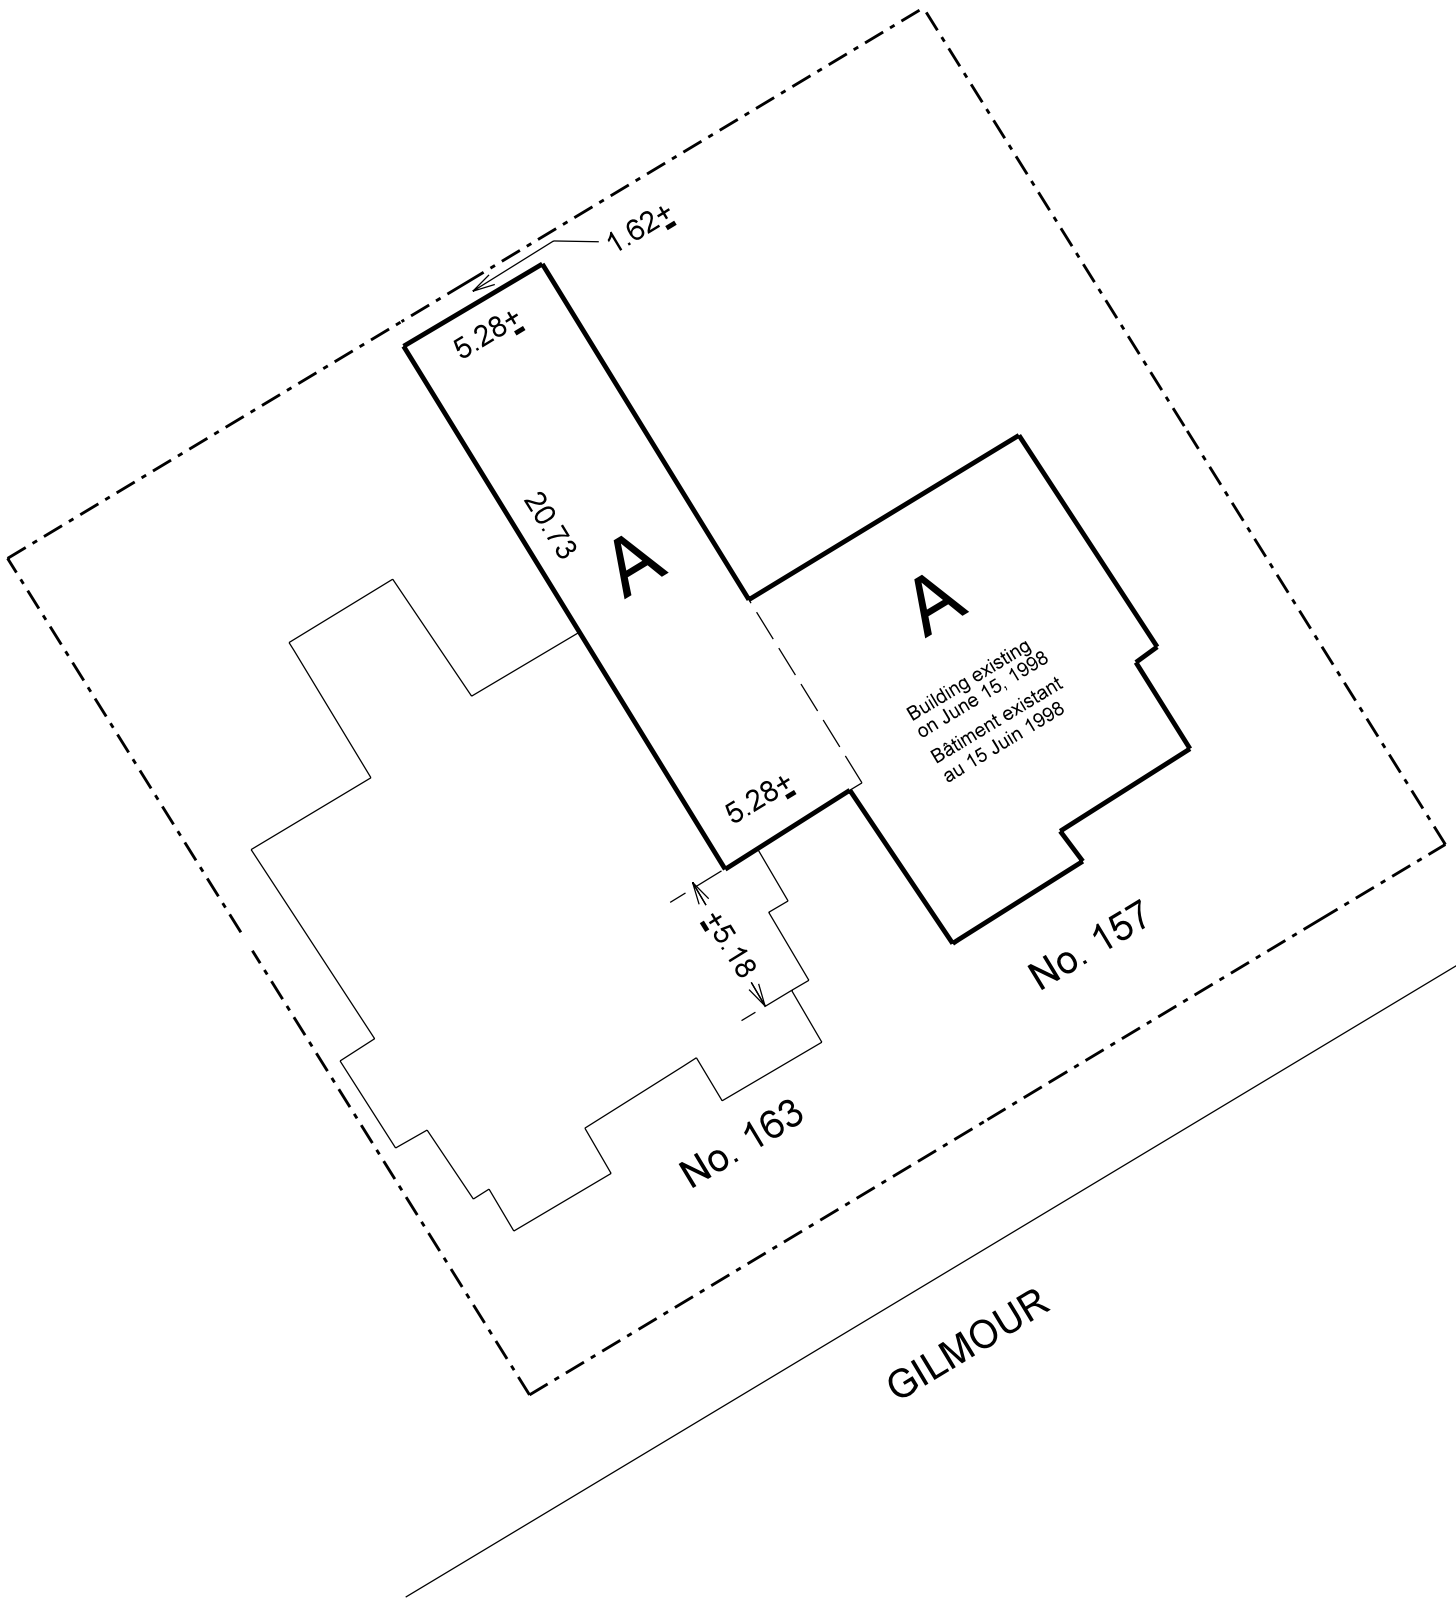 1.62±
5.28±
20.73
A
A
Building existing
on June 15, 1998
Bâtiment existant
au 15 Juin 1998
5.28±
±5.18
No. 157
No. 163
GILMOUR